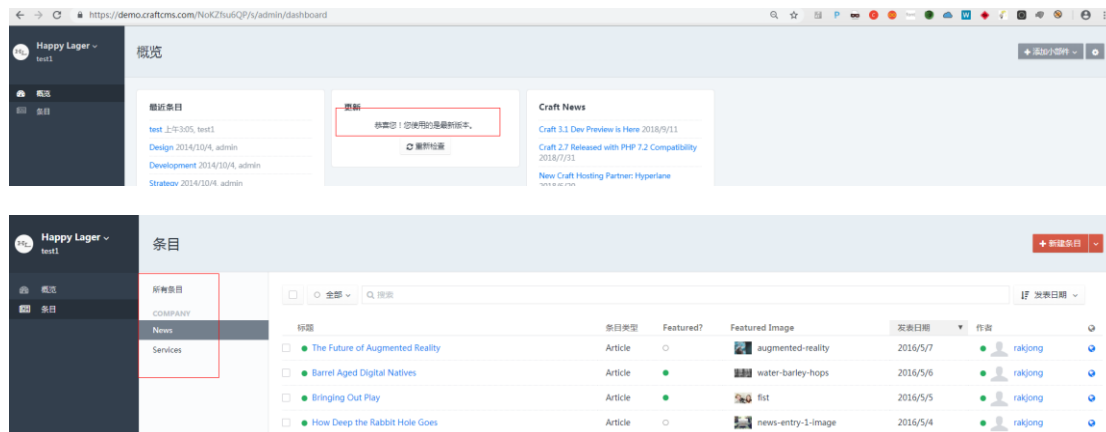 https://demo.craftcms.com/NoKZfsu6QP/s/admin/dashboard
Happy Lager
test1
概览
添加小部件
概览
条目
最近条目
test 上午3:05, test1
Design 2014/10/4, admin
Development 2014/10/4, admin
Strategy 2014/10/4, admin
更新
恭喜您！您使用的是最新版本。
重新检查
Craft News
Craft 3.1 Dev Preview is Here 2018/9/11
Craft 2.7 Released with PHP 7.2 Compatibility
2018/7/31
New Craft Hosting Partner: Hyperlane
Happy Lager
test1
条目
+ 新建条目
概览
条目
所有条目
COMPANY
News
Services
全部
搜索
发表日期
标题 条目类型 Featured? Featured Image 发表日期 作者
The Future of Augmented Reality Article augmented-reality 2016/5/7 rakjong
Barrel Aged Digital Natives Article water-barley-hops 2016/5/6 rakjong
Bringing Out Play Article fist 2016/5/5 rakjong
How Deep the Rabbit Hole Goes Article news-entry-1-image 2016/5/4 rakjong